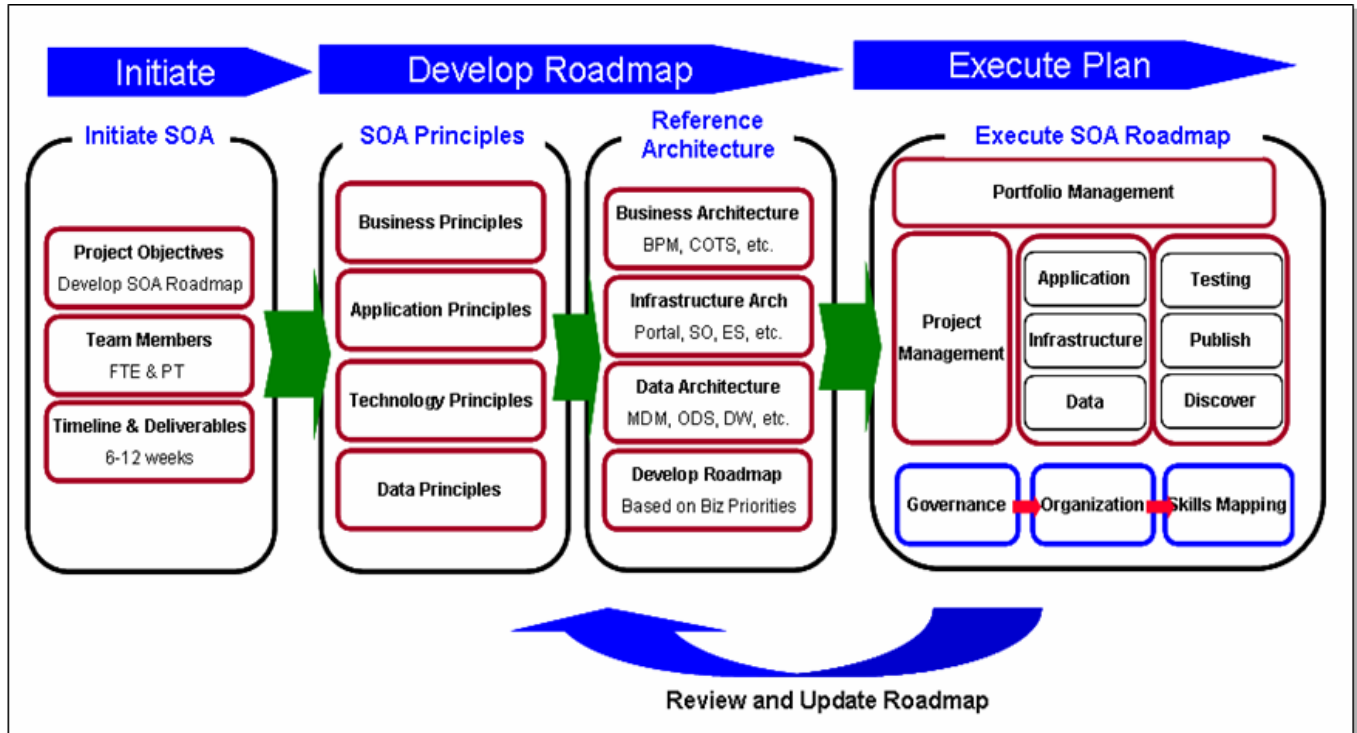 Initiate
Develop Roadmap
Execute Plan
Initiate SOA
Project Objectives
Develop SOA Roadmap
Team Members
FTE & PT
Timeline & Deliverables
6-12 weeks
SOA Principles
Business Principles
Application Principles
Technology Principles
Data Principles
Reference
Architecture
Business Architecture
BPM, COTS, etc.
Infrastructure Arch
Portal, SO, ES, etc.
Data Architecture
MDM, ODS, DW, etc.
Develop Roadmap
Based on Biz Priorities
Execute SOA Roadmap
Portfolio Management
Project
Management
Application
Infrastructure
Data
Testing
Publish
Discover
Governance
Organization
Skills Mapping
Review and Update Roadmap